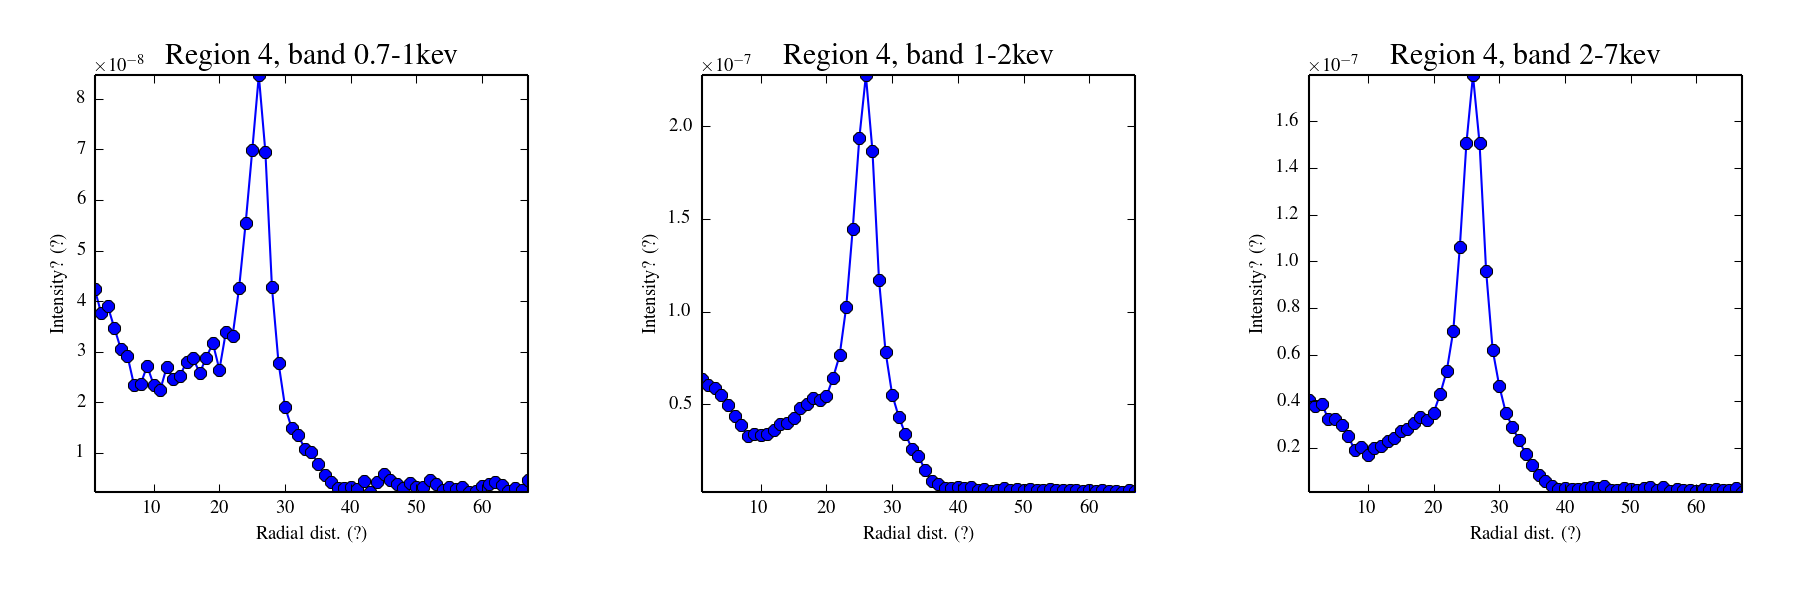 Region 4, band 0.7-1kev
×10⁻⁸
8
7
6
5
4
3
2
1
Intensity? (?)
10 20 30 40 50 60
Radial dist. (?)
Region 4, band 1-2kev
×10⁻⁷
2.0
1.5
1.0
0.5
Intensity? (?)
10 20 30 40 50 60
Radial dist. (?)
Region 4, band 2-7kev
×10⁻⁷
1.6
1.4
1.2
1.0
0.8
0.6
0.4
0.2
Intensity? (?)
10 20 30 40 50 60
Radial dist. (?)